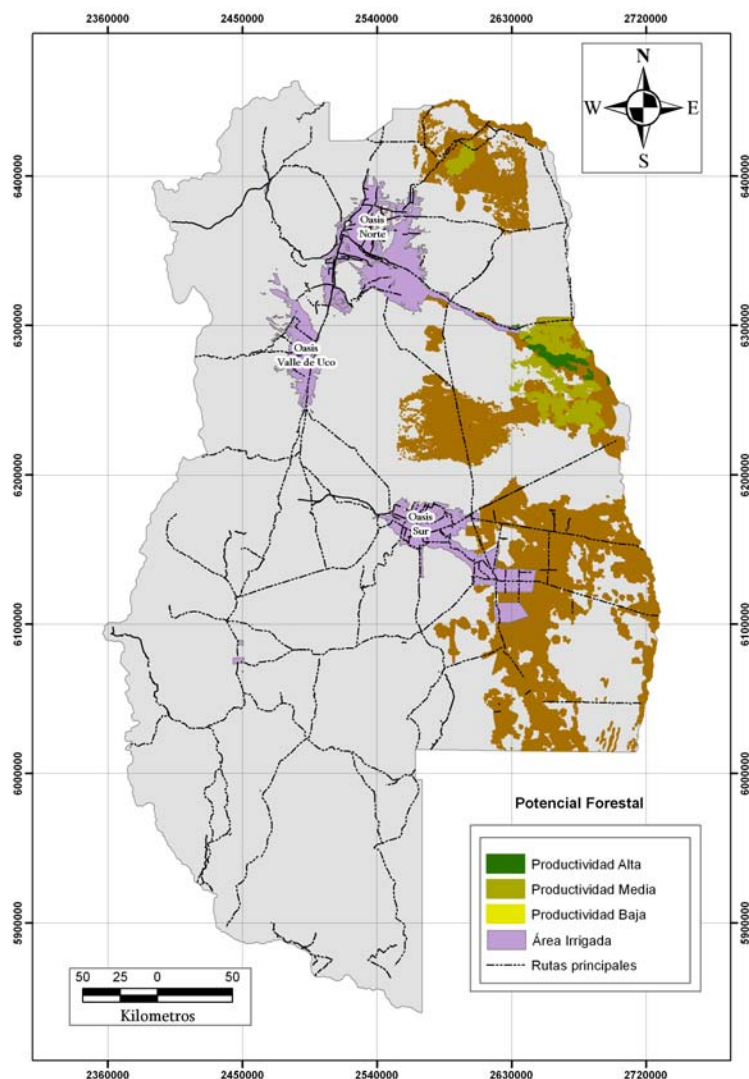 2360000 2450000 2540000 2630000 2720000
N
W E
S
6400000 6400000
Oasis
Norte
6300000 6300000
Oasis
Valle de Uco
6200000 6200000
Oasis
Sur
6100000 6100000
6000000 6000000
Potencial Forestal
Productividad Alta
Productividad Media
Productividad Baja
Área Irrigada
Rutas principales
5900000 5900000
50 25 0 50
Kilometros
2360000 2450000 2540000 2630000 2720000